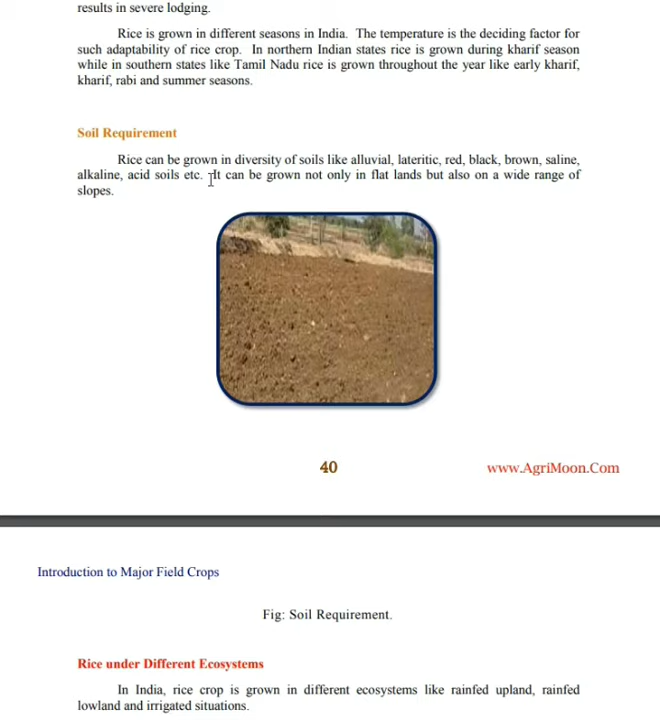 results in severe lodging.
Rice is grown in different seasons in India. The temperature is the deciding factor for
such adaptability of rice crop. In northern Indian states rice is grown during kharif season
while in southern states like Tamil Nadu rice is grown throughout the year like early kharif,
kharif, rabi and summer seasons.
Soil Requirement
Rice can be grown in diversity of soils like alluvial, lateritic, red, black, brown, saline,
alkaline, acid soils etc. It can be grown not only in flat lands but also on a wide range of
slopes.
40
www.AgriMoon.Com
Introduction to Major Field Crops
Fig: Soil Requirement.
Rice under Different Ecosystems
In India, rice crop is grown in different ecosystems like rainfed upland, rainfed
lowland and irrigated situations.